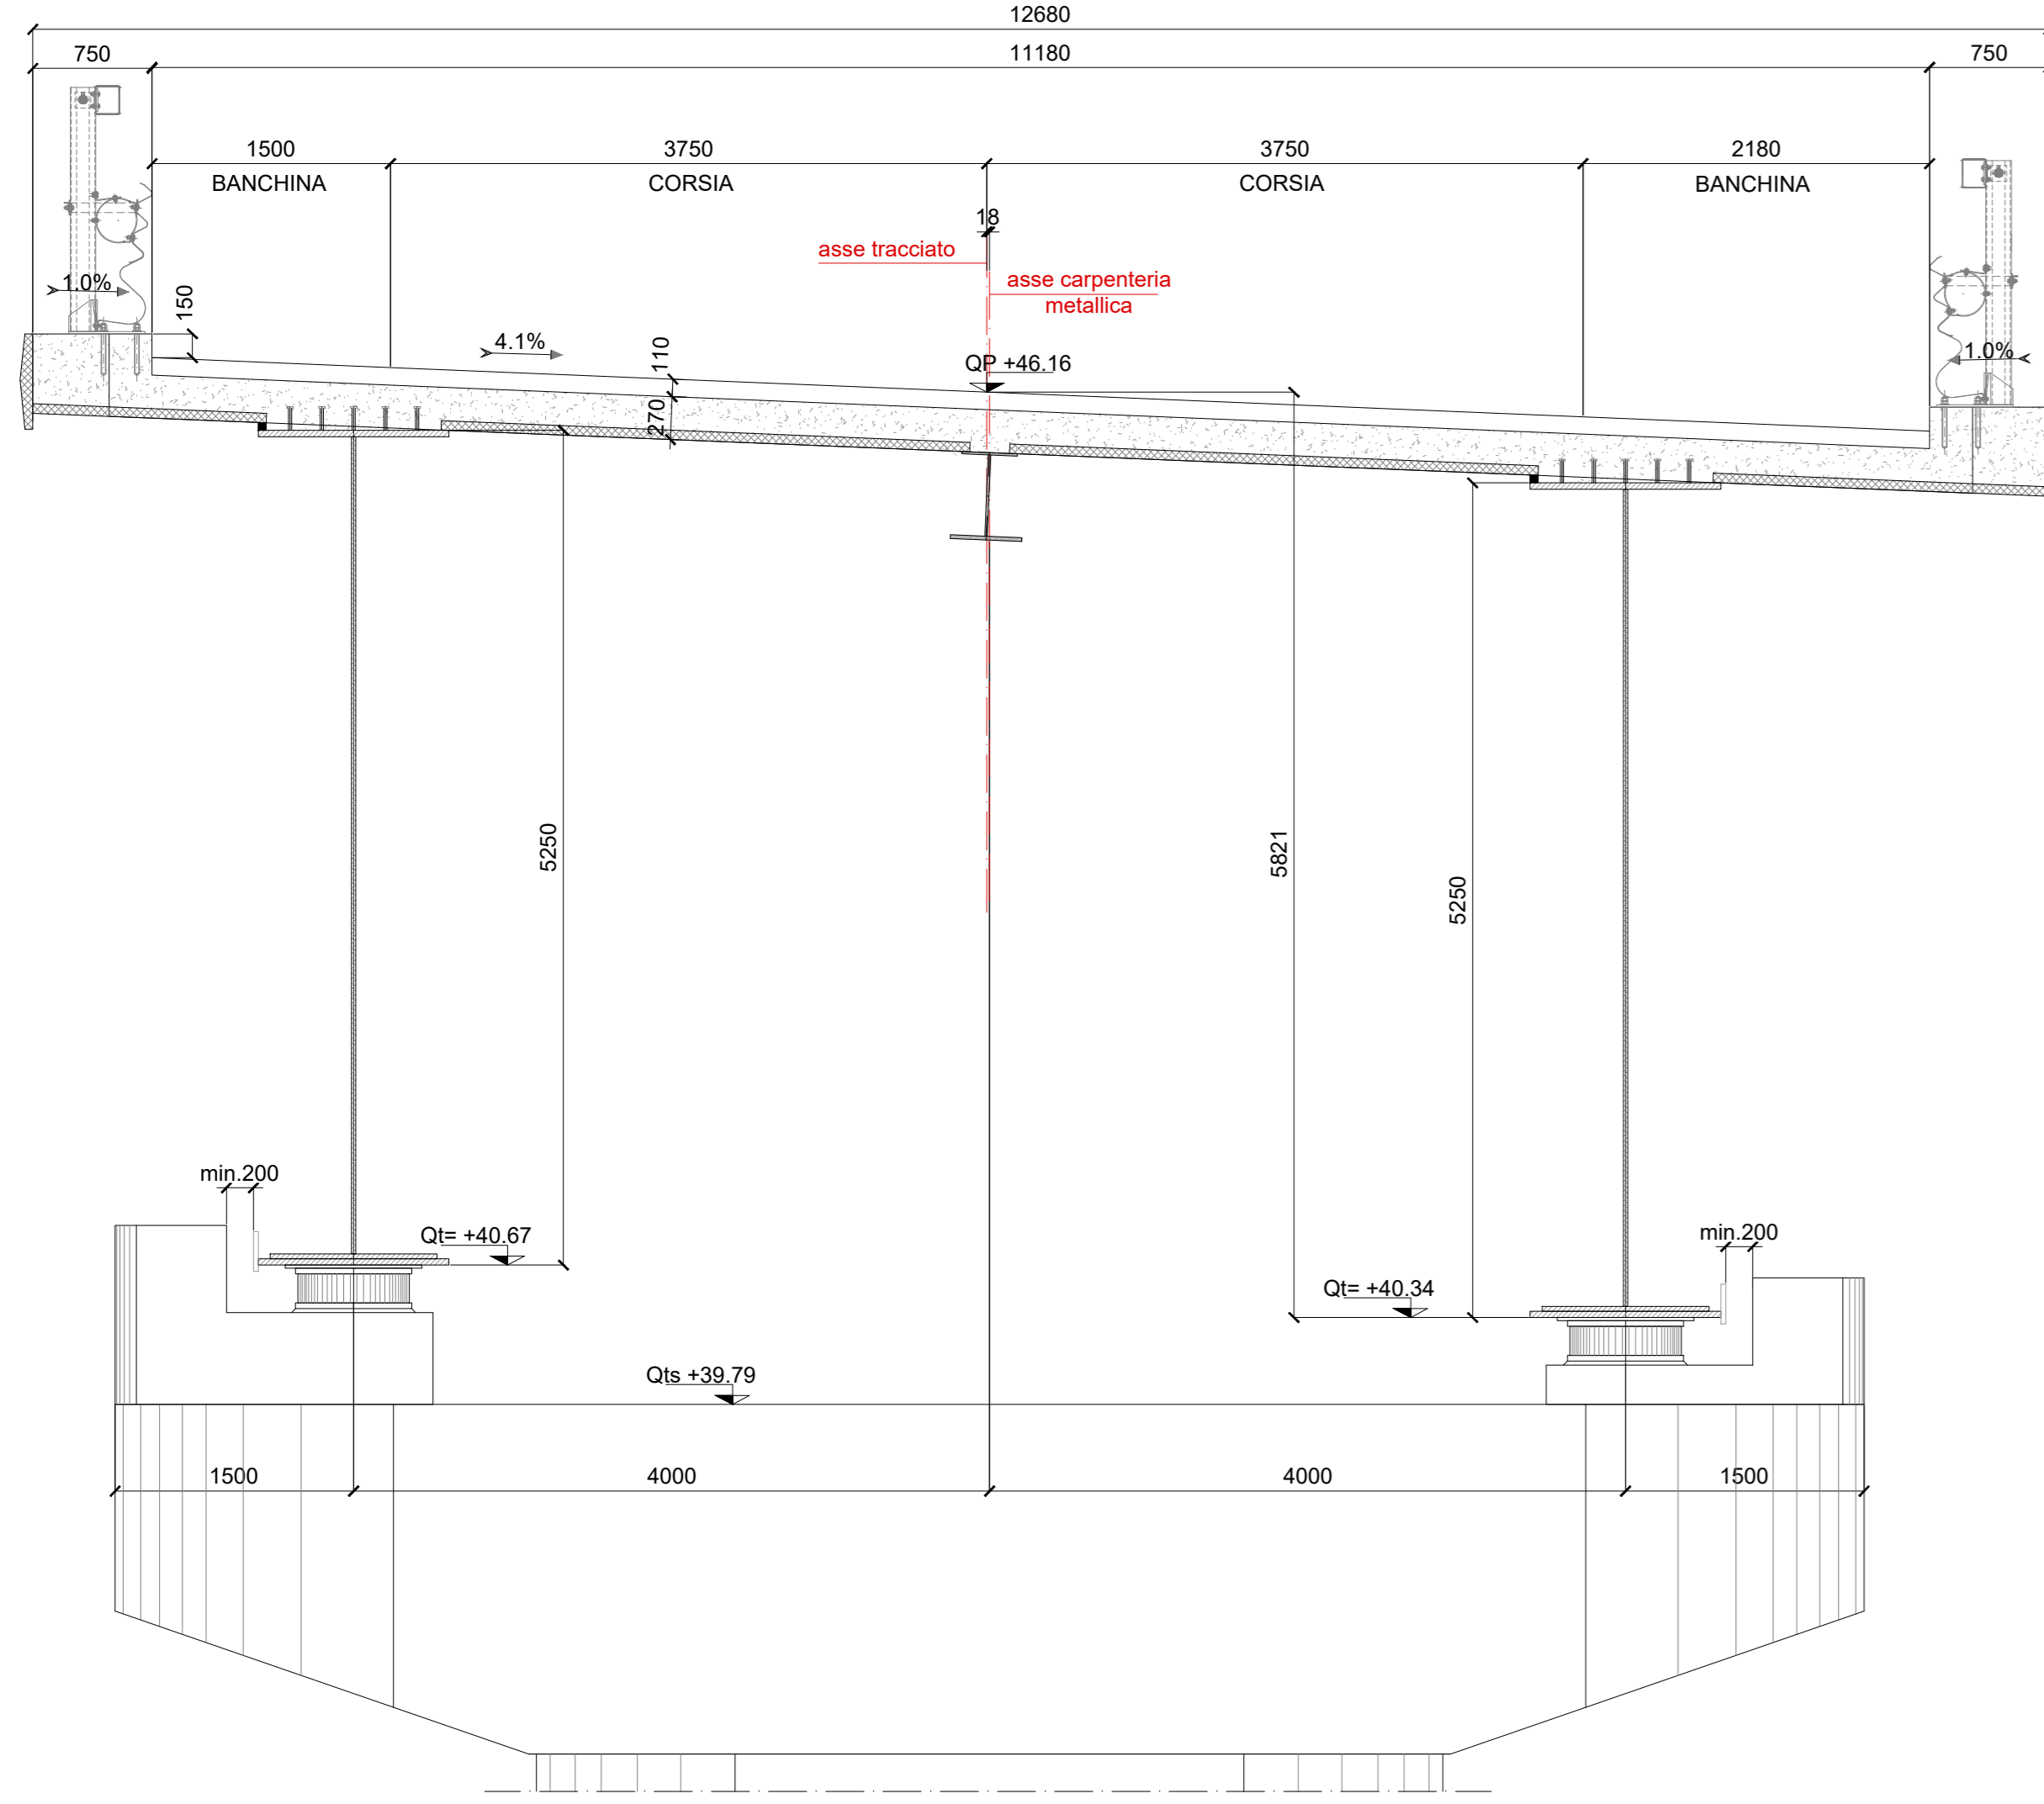 12680
750
11180
750
1500
3750
3750
2180
BANCHINA
CORSIA
CORSIA
BANCHINA
18
asse tracciato
asse carpenteria
metallica
1.0%
150
4.1%
110
QP +46.16
1.0%
270
5250
5821
5250
min.200
Qt= +40.67
min.200
Qt= +40.34
Qts +39.79
1500
4000
4000
1500